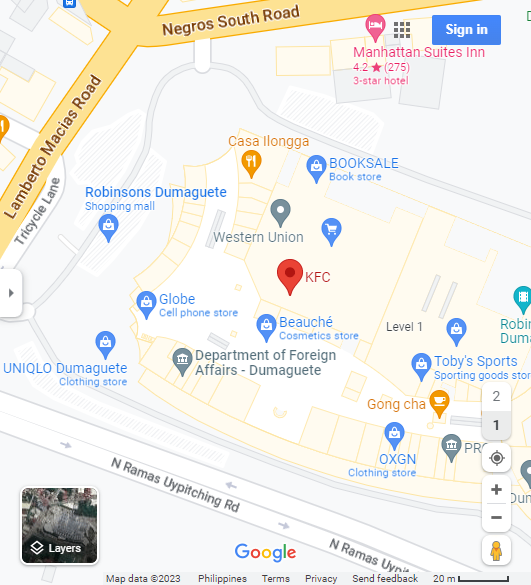 Negros South Road
Sign in
Manhattan Suites Inn
4.2 ★ (275)
3-star hotel
Lamberto Macias Road
Tricycle Lane
Casa Ilongga
BOOKSALE
Book store
Robinsons Dumaguete
Shopping mall
Western Union
KFC
Globe
Cell phone store
Beauché
Cosmetics store
Level 1
Robin
Duma
UNIQLO Dumaguete
Clothing store
Department of Foreign
Affairs - Dumaguete
Toby's Sports
Sporting goods stor
Gong cha
2
1
OXGN
Clothing store
PRC
Dun
N Ramas Uypitching Rd
N Ramas Uypitching
Layers
Google
Map data ©2023 Philippines Terms Privacy Send feedback 20 m